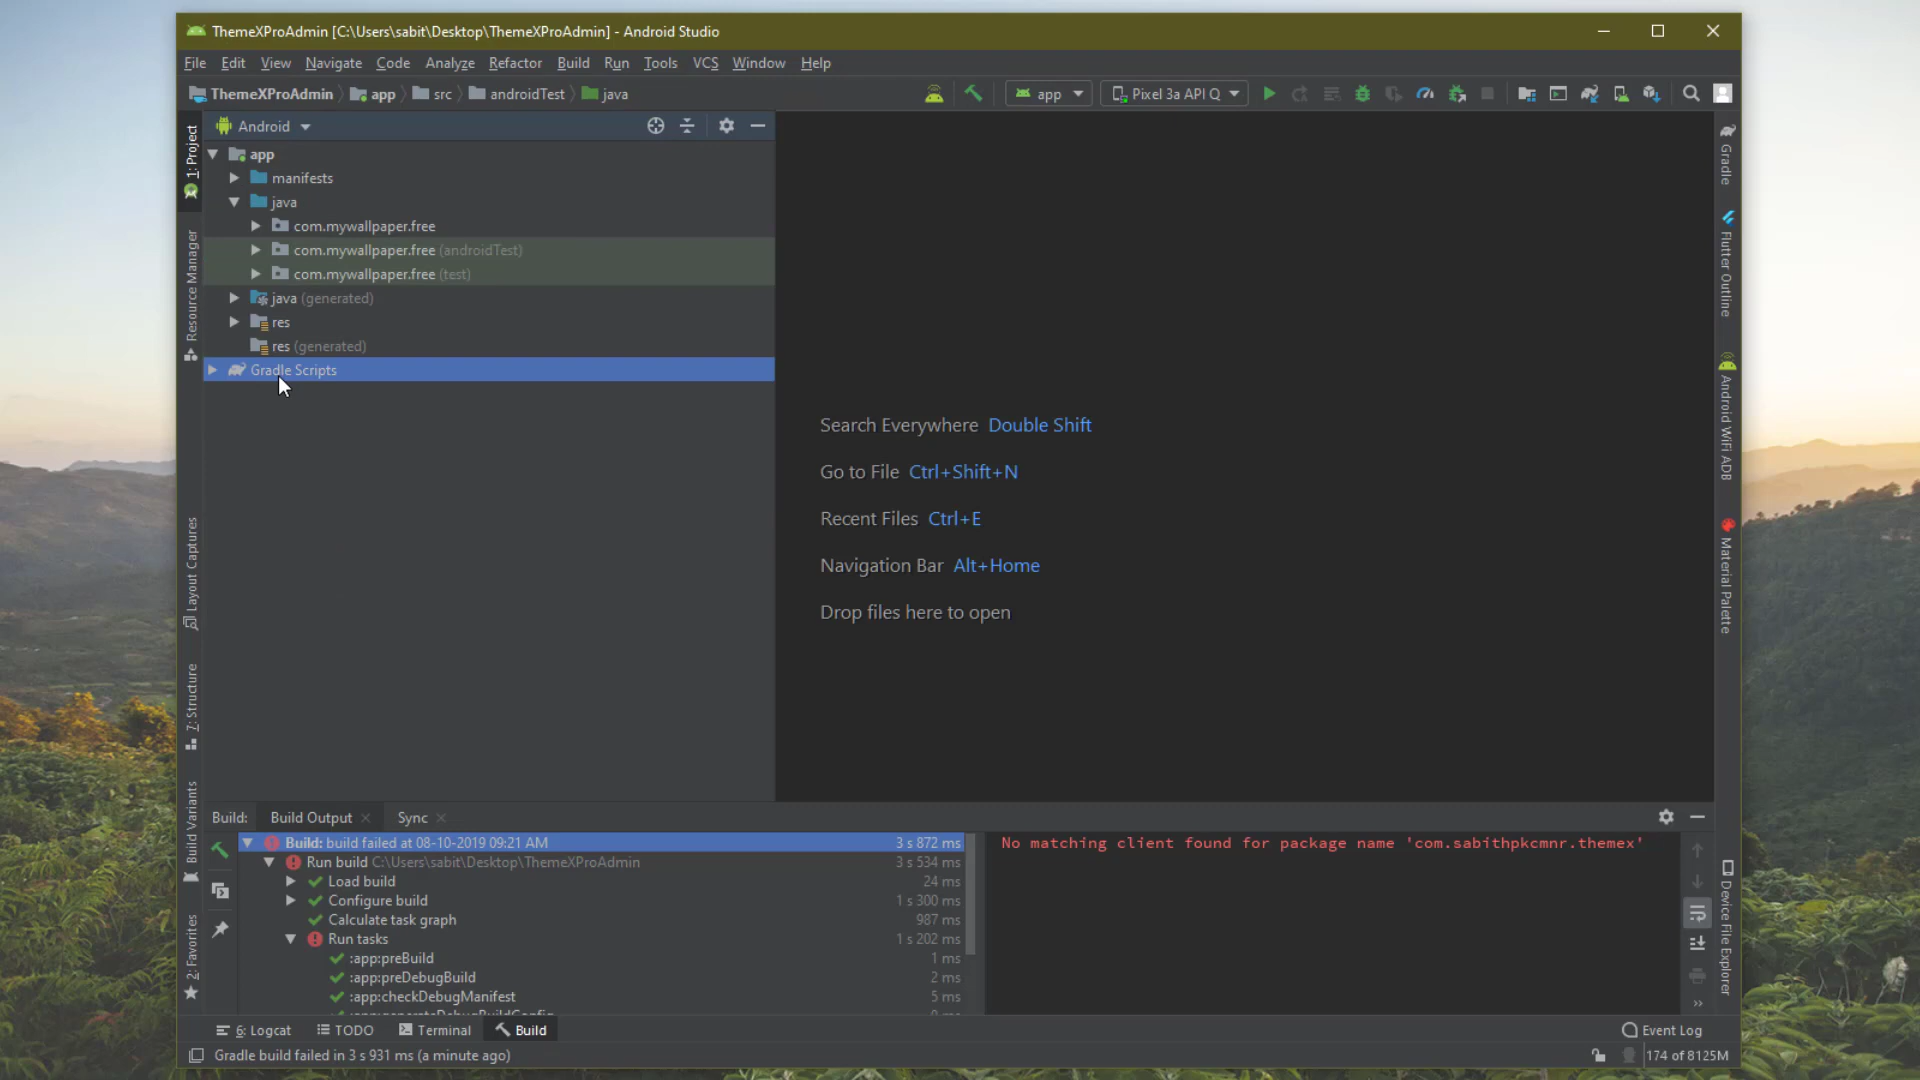 ThemeXProAdmin [C:\Users\sabit\Desktop\ThemeXProAdmin] - Android Studio
File Edit View Navigate Code Analyze Refactor Build Run Tools VCS Window Help
ThemeXProAdmin app src androidTest java app Pixel 3a API Q
1: Project
Resource Manager
Layout Captures
7: Structure
Build Variants
2: Favorites
Android
app
manifests
java
com.mywallpaper.free
com.mywallpaper.free (androidTest)
com.mywallpaper.free (test)
java (generated)
res
res (generated)
Gradle Scripts
Search Everywhere Double Shift
Go to File Ctrl+Shift+N
Recent Files Ctrl+E
Navigation Bar Alt+Home
Drop files here to open
Gradle
Flutter Outline
Android WiFi ADB
Material Palette
Device File Explorer
Build: Build Output Sync
Build: build failed at 08-10-2019 09:21 AM 3 s 872 ms
Run build C:\Users\sabit\Desktop\ThemeXProAdmin 3 s 534 ms
Load build 24 ms
Configure build 1 s 300 ms
Calculate task graph 987 ms
Run tasks 1 s 202 ms
:app:preBuild 1 ms
:app:preDebugBuild 2 ms
:app:checkDebugManifest 5 ms
No matching client found for package name 'com.sabithpkcmnr.themex'
6: Logcat TODO Terminal Build Event Log
Gradle build failed in 3 s 931 ms (a minute ago) 174 of 8125M